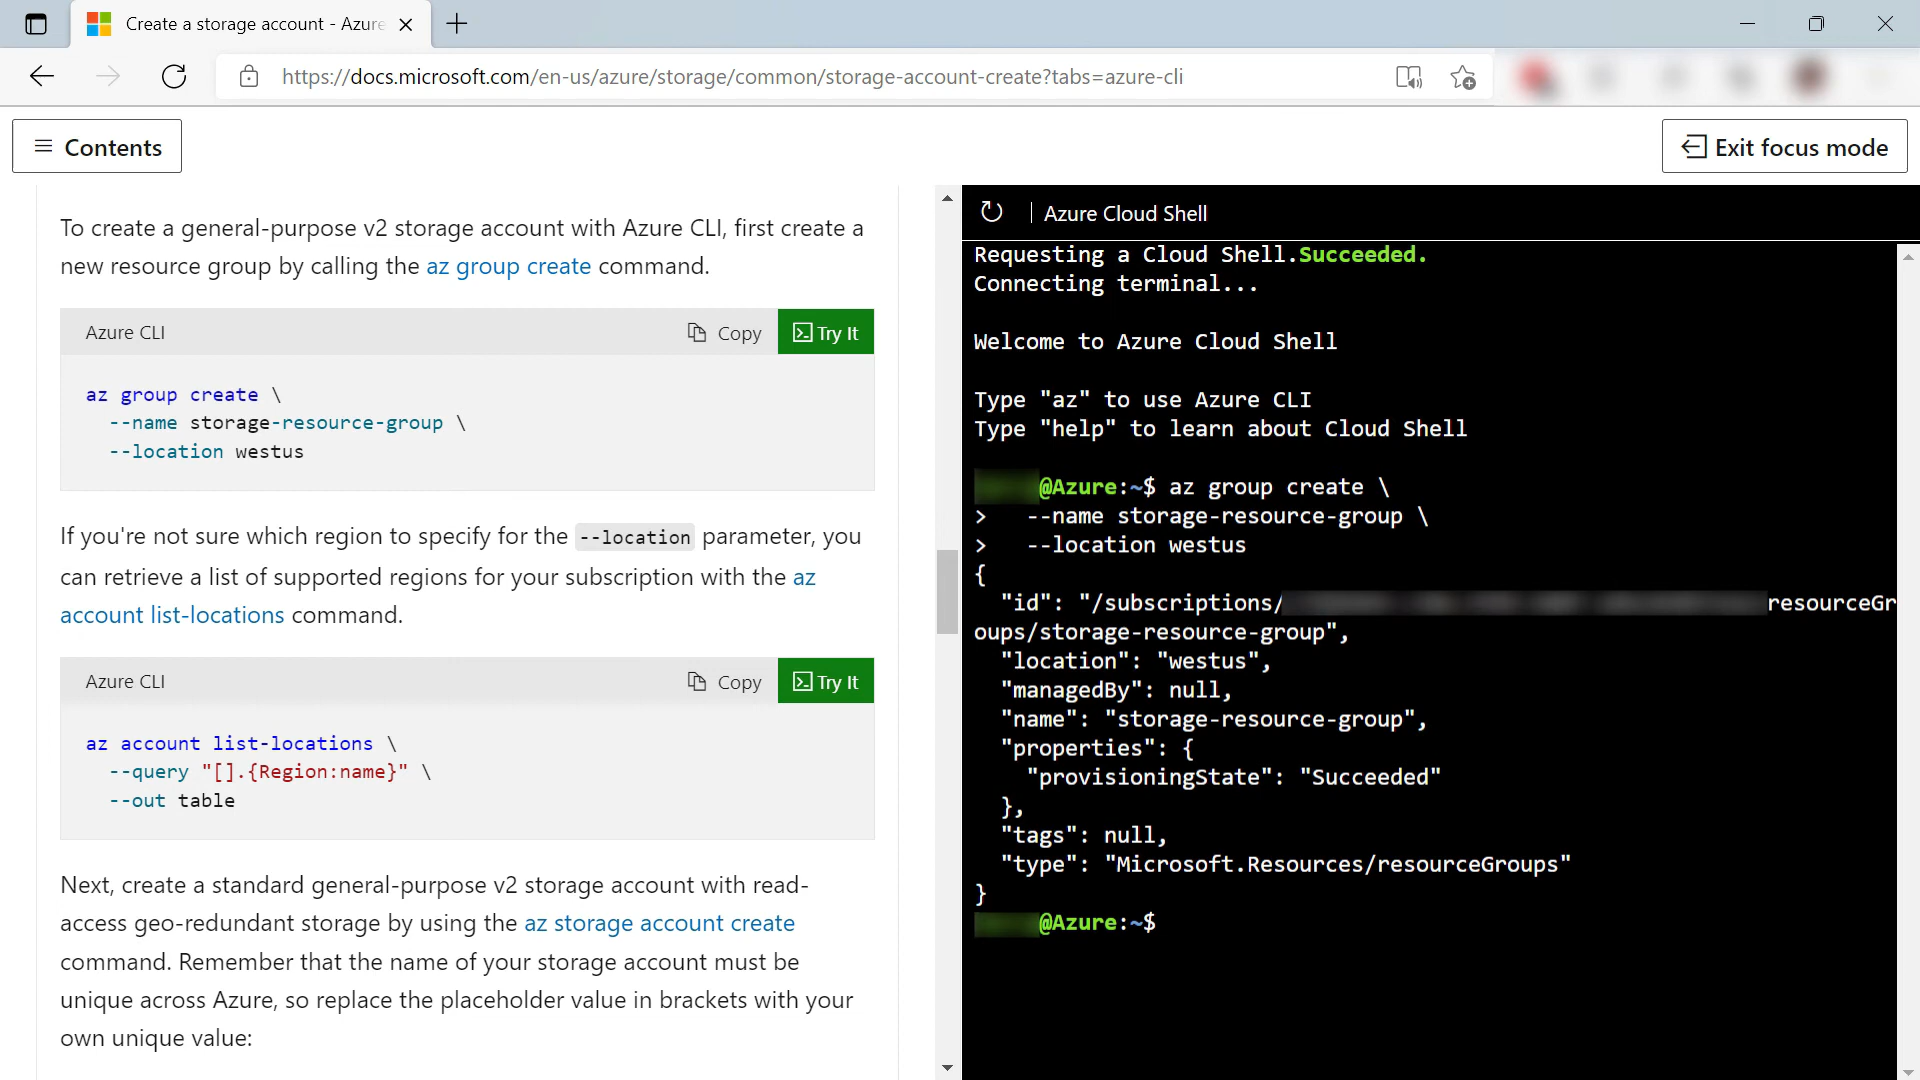 Create a storage account - Azure
https://docs.microsoft.com/en-us/azure/storage/common/storage-account-create?tabs=azure-cli
Contents
Exit focus mode
To create a general-purpose v2 storage account with Azure CLI, first create a
new resource group by calling the az group create command.
Azure CLI
Copy
Try It
az group create \
--name storage-resource-group \
--location westus
If you're not sure which region to specify for the --location parameter, you
can retrieve a list of supported regions for your subscription with the az
account list-locations command.
Azure CLI
Copy
Try It
az account list-locations \
--query "[].{Region:name}" \
--out table
Next, create a standard general-purpose v2 storage account with read-
access geo-redundant storage by using the az storage account create
command. Remember that the name of your storage account must be
unique across Azure, so replace the placeholder value in brackets with your
own unique value:
Azure Cloud Shell
Requesting a Cloud Shell.Succeeded.
Connecting terminal...
Welcome to Azure Cloud Shell
Type "az" to use Azure CLI
Type "help" to learn about Cloud Shell
@Azure:~$ az group create \
>   --name storage-resource-group \
>   --location westus
{
"id": "/subscriptions/ resourceGr
oups/storage-resource-group",
"location": "westus",
"managedBy": null,
"name": "storage-resource-group",
"properties": {
"provisioningState": "Succeeded"
},
"tags": null,
"type": "Microsoft.Resources/resourceGroups"
}
@Azure:~$